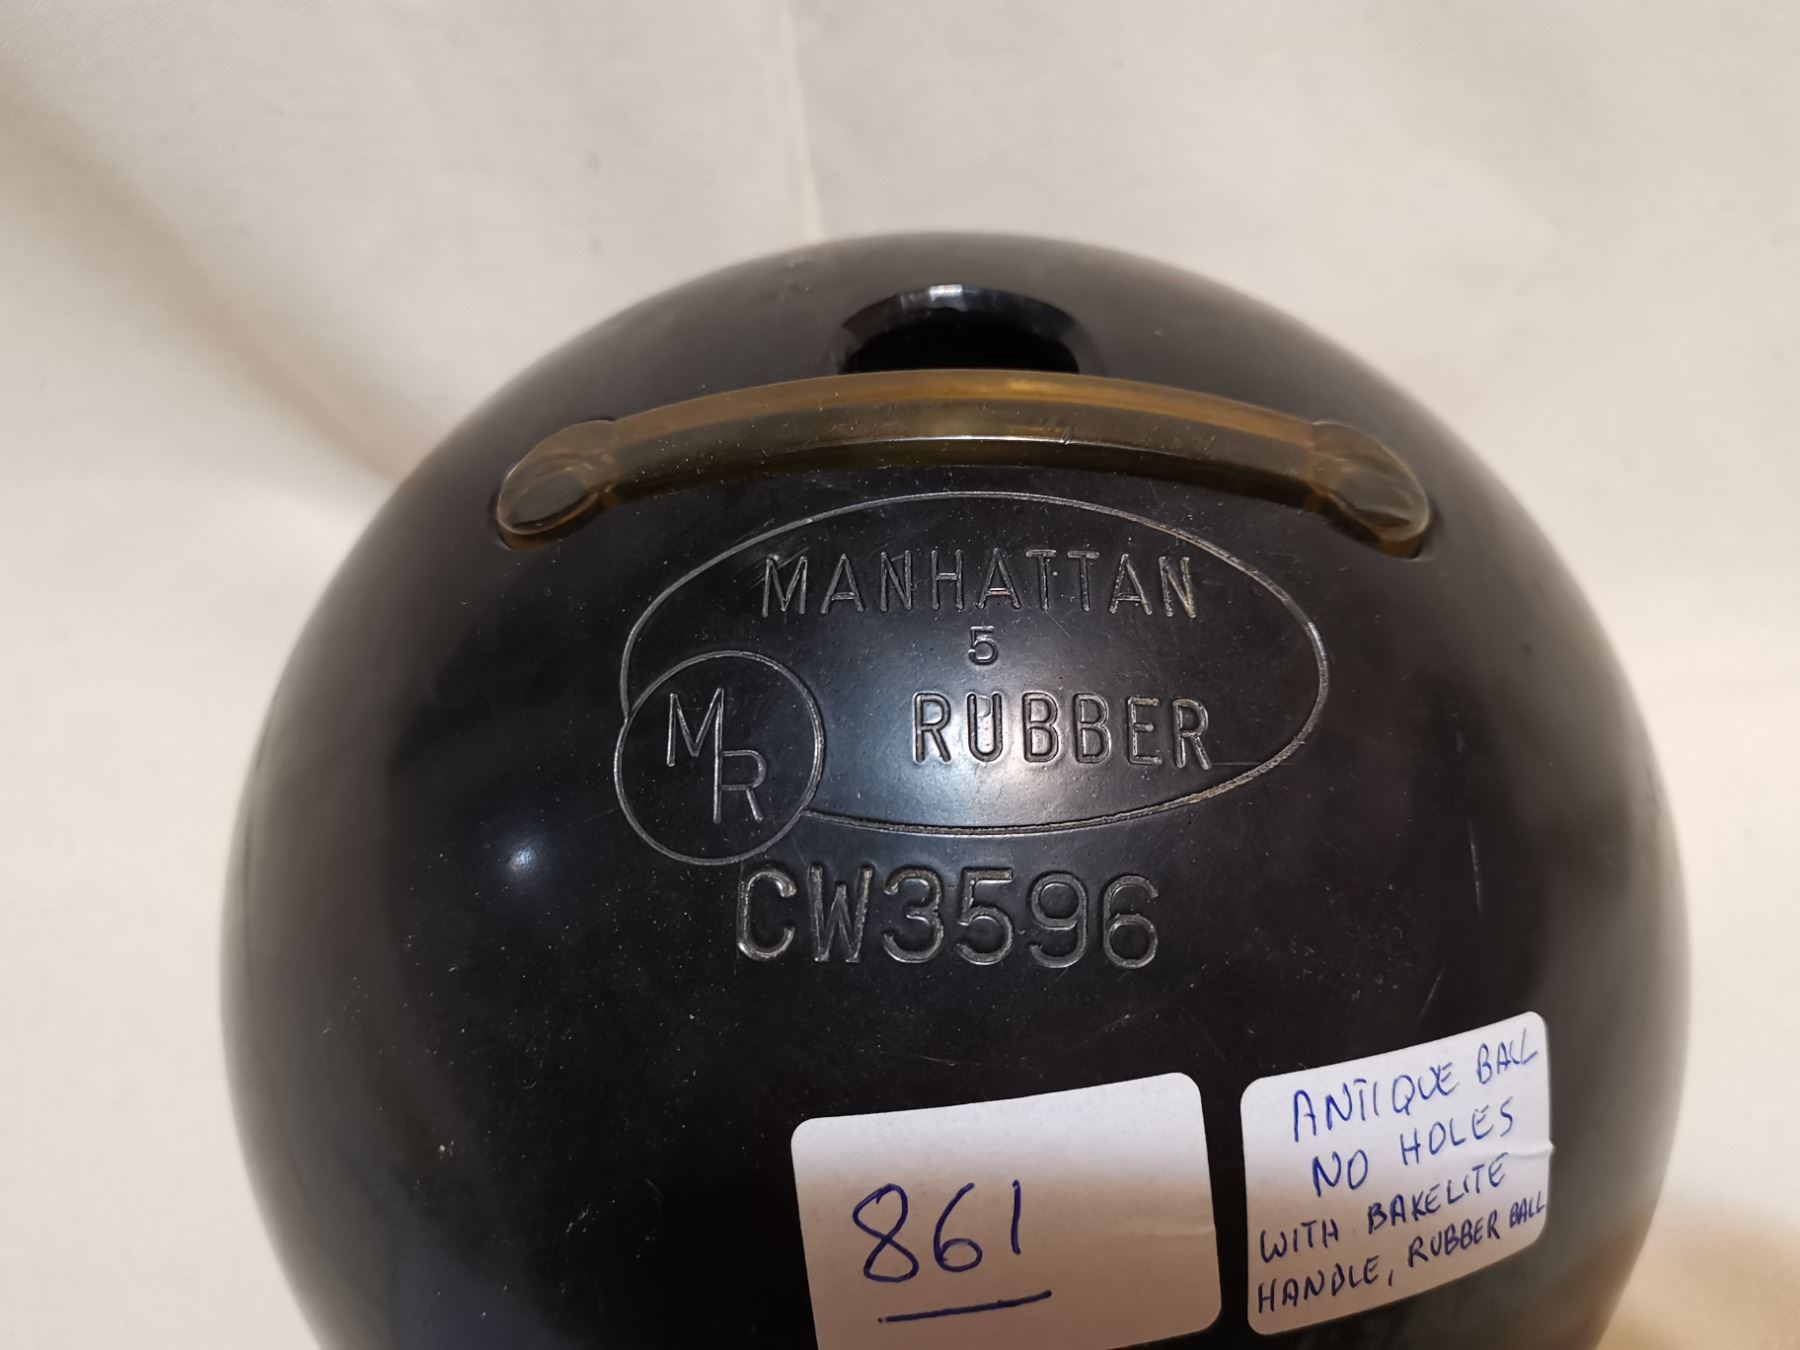 MANHATTAN
5
RUBBER
MR
CW3596
861
ANTIQUE BALL
NO HOLES
WITH BAKELITE
HANDLE, RUBBER BALL